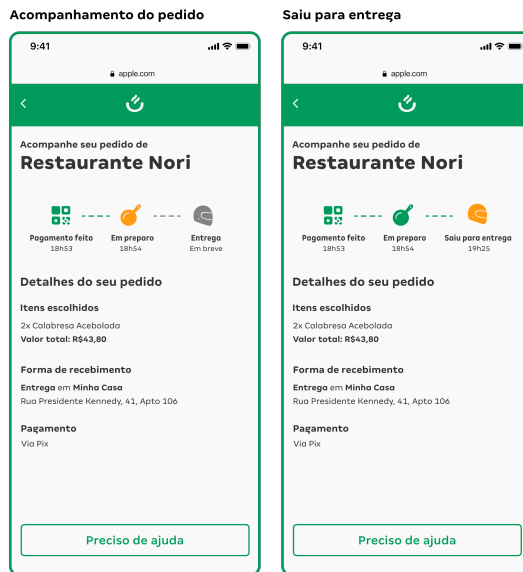 Acompanhamento do pedido
9:41
apple.com
Acompanhe seu pedido de
Restaurante Nori
Pagamento feito
18h53
Em preparo
18h54
Entrega
Em breve
Detalhes do seu pedido
Itens escolhidos
2x Calabresa Acebolada
Valor total: R$43,80
Forma de recebimento
Entrega em Minha Casa
Rua Presidente Kennedy, 41, Apto 106
Pagamento
Via Pix
Preciso de ajuda
Saiu para entrega
9:41
apple.com
Acompanhe seu pedido de
Restaurante Nori
Pagamento feito
18h53
Em preparo
18h54
Saiu para entrega
19h25
Detalhes do seu pedido
Itens escolhidos
2x Calabresa Acebolada
Valor total: R$43,80
Forma de recebimento
Entrega em Minha Casa
Rua Presidente Kennedy, 41, Apto 106
Pagamento
Via Pix
Preciso de ajuda